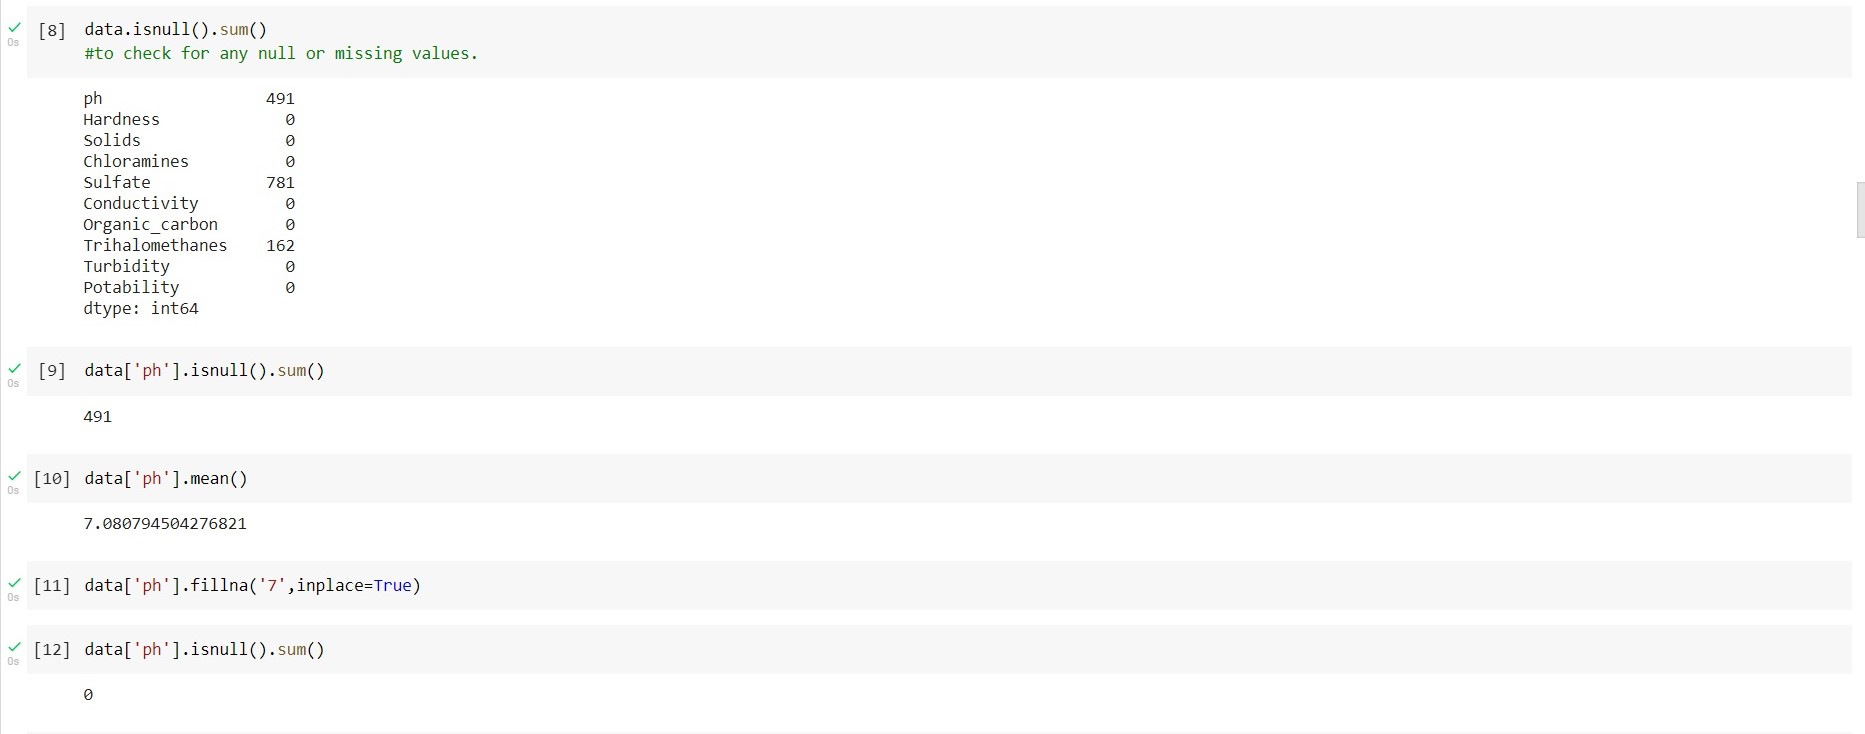 [8] data.isnull().sum()
0s #to check for any null or missing values.
ph 491
Hardness 0
Solids 0
Chloramines 0
Sulfate 781
Conductivity 0
Organic_carbon 0
Trihalomethanes 162
Turbidity 0
Potability 0
dtype: int64
[9] data['ph'].isnull().sum()
0s
491
[10] data['ph'].mean()
0s
7.080794504276821
[11] data['ph'].fillna('7',inplace=True)
0s
[12] data['ph'].isnull().sum()
0s
0